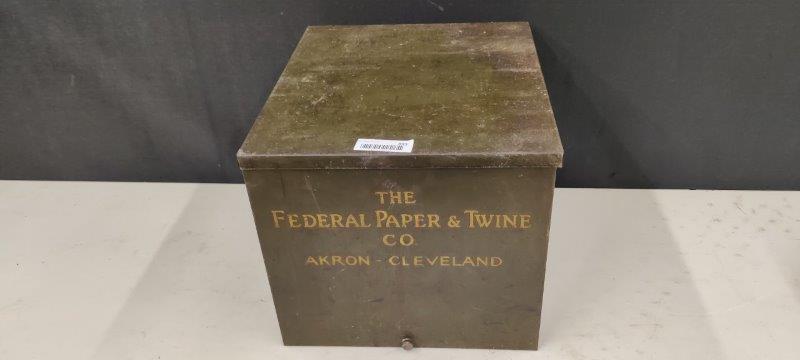 THE
FEDERAL PAPER & TWINE
CO.
AKRON - CLEVELAND